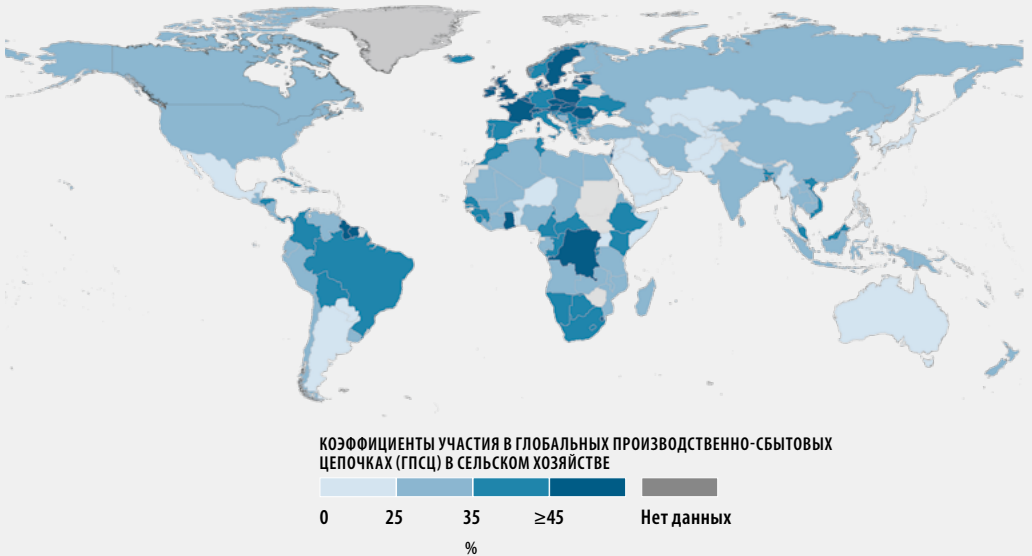 КОЭФФИЦИЕНТЫ УЧАСТИЯ В ГЛОБАЛЬНЫХ ПРОИЗВОДСТВЕННО-СБЫТОВЫХ
ЦЕПОЧКАХ (ГПСЦ) В СЕЛЬСКОМ ХОЗЯЙСТВЕ
0 25 35 ≥45 Нет данных
%